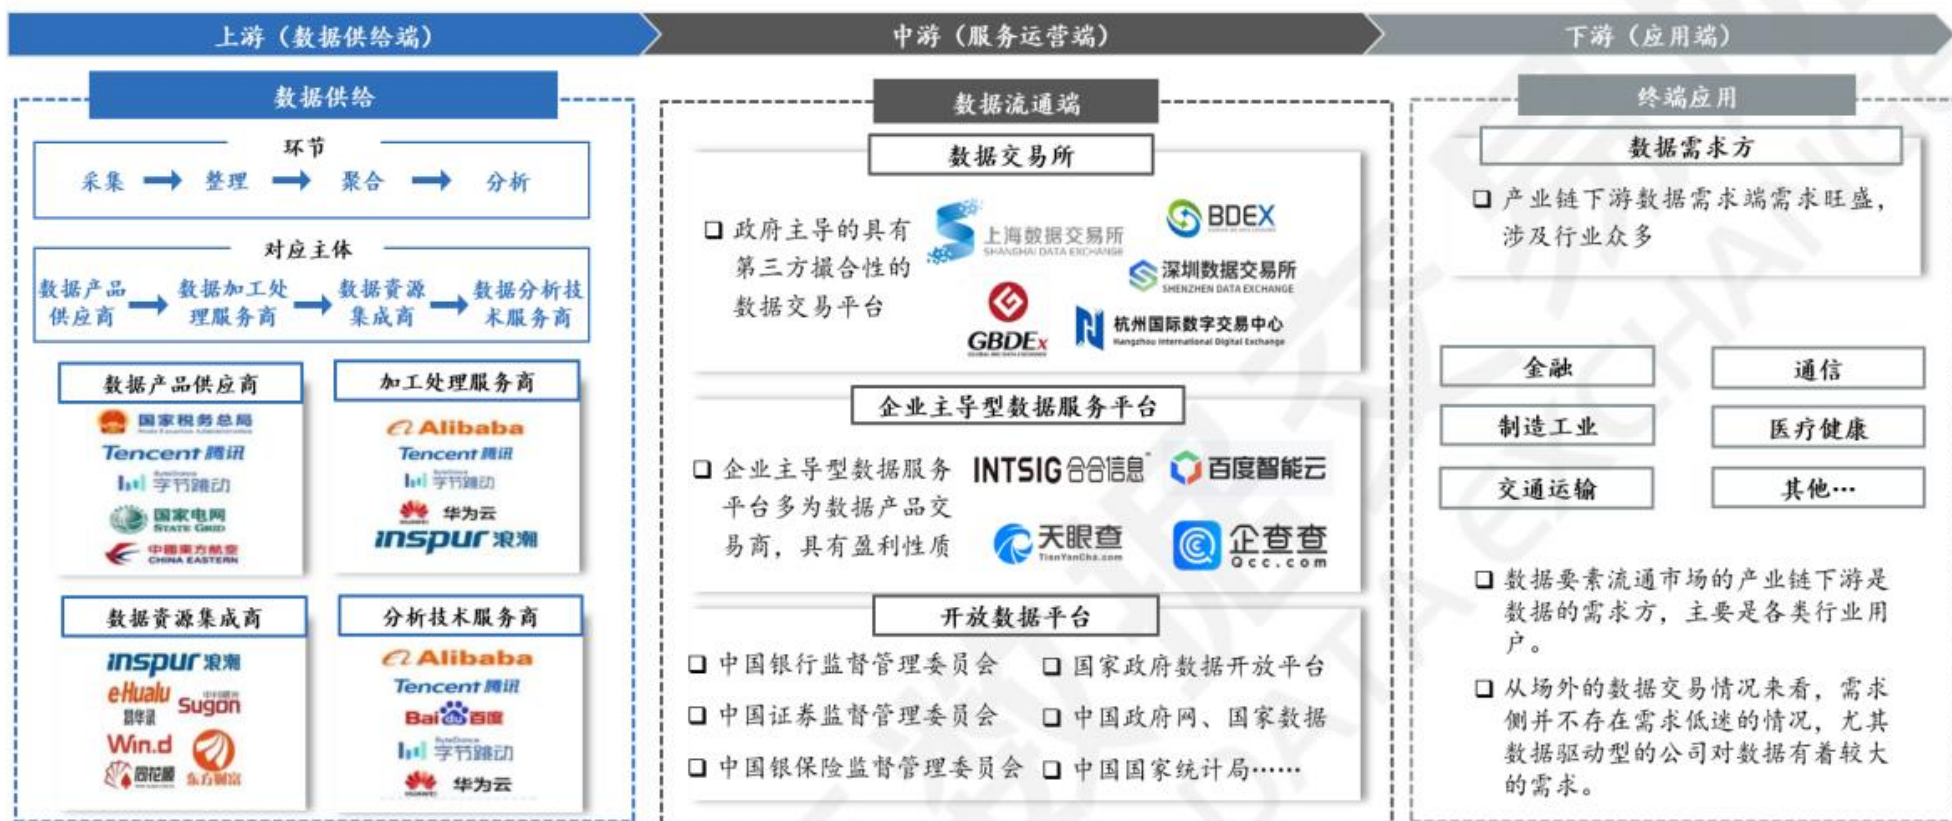 上游（数据供给端）
中游（服务运营端）
下游（应用端）
数据供给
环节
采集
整理
聚合
分析
对应主体
数据产品
供应商
数据加工处
理服务商
数据资源
集成商
数据分析技
术服务商
数据产品供应商
国家税务总局
Tencent 腾讯
ByteDance
字节跳动
国家电网
STATE GRID
中國東方航空
CHINA EASTERN
加工处理服务商
Alibaba
Tencent 腾讯
ByteDance
字节跳动
华为云
inspur 浪潮
数据资源集成商
inspur 浪潮
e·Hualu
易华录
Sugon
Win.d
同花顺
东方财富
分析技术服务商
Alibaba
Tencent 腾讯
Bai du 百度
ByteDance
字节跳动
华为云
数据流通端
数据交易所
政府主导的具有
第三方撮合性的
数据交易平台
上海数据交易所
SHANGHAI DATA EXCHANGE
BDEX
深圳数据交易所
SHENZHEN DATA EXCHANGE
GBDEx
杭州国际数字交易中心
Hangzhou International Digital Exchange
企业主导型数据服务平台
企业主导型数据服务
平台多为数据产品交
易商，具有盈利性质
INTSIG 合合信息
百度智能云
天眼查
TianYanCha.com
企查查
Qcc.com
开放数据平台
中国银行监督管理委员会
国家政府数据开放平台
中国证券监督管理委员会
中国政府网、国家数据
中国银保险监督管理委员会
中国国家统计局……
终端应用
数据需求方
产业链下游数据需求端需求旺盛，
涉及行业众多
金融
通信
制造工业
医疗健康
交通运输
其他…
数据要素流通市场的产业链下游是
数据的需求方，主要是各类行业用
户。
从场外的数据交易情况来看，需求
侧并不存在需求低迷的情况，尤其
数据驱动型的公司对数据有着较大
的需求。